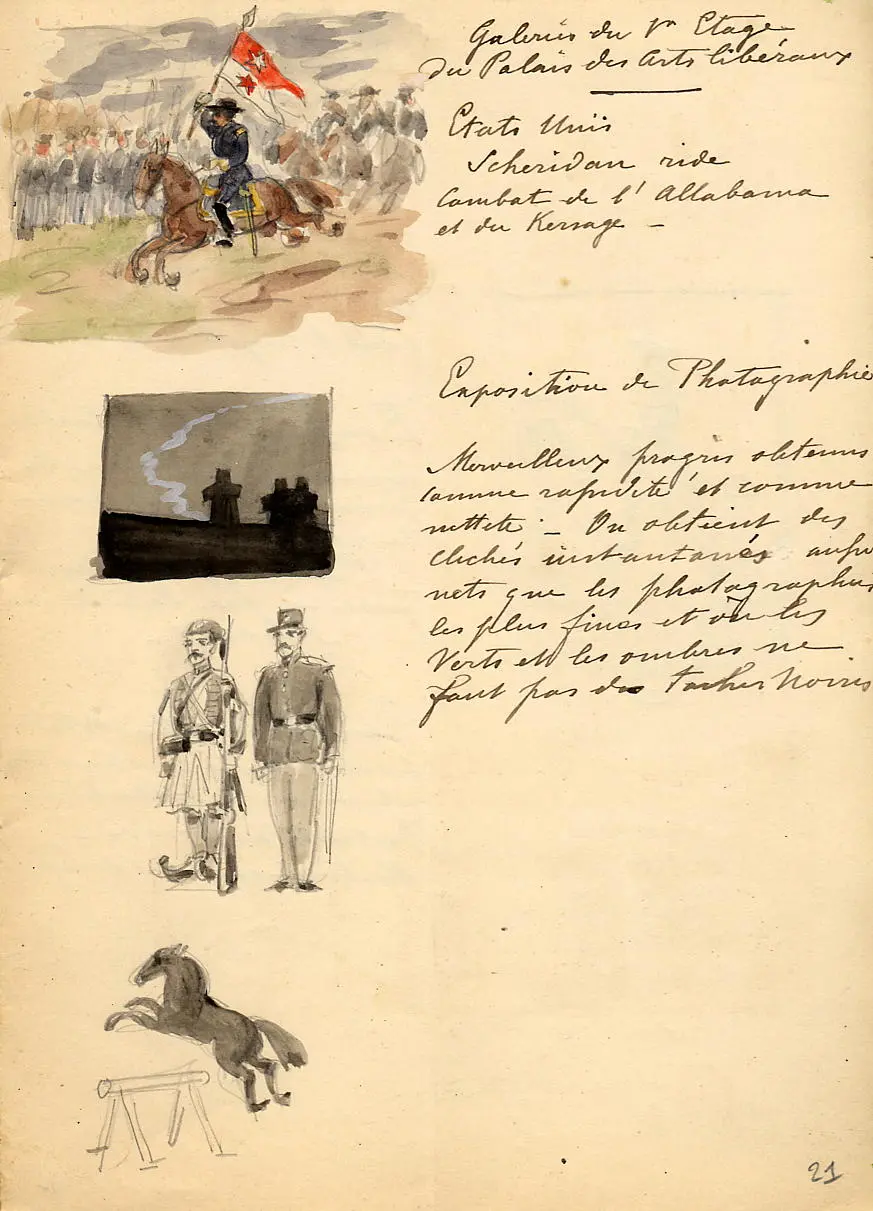 Galeries du 1er Etage
du Palais des Arts libéraux
Etats Unis
Scheridan ride
Combat de l'Allabama
et du Kersage –
Exposition de Photographie
Merveilleux progrès obtenus
comme rapidité et comme
netteté – On obtient des
clichés instantanés aussi
nets que les photographies
les plus fines et où les
Verts et les ombres ne
font pas des taches Noires
21